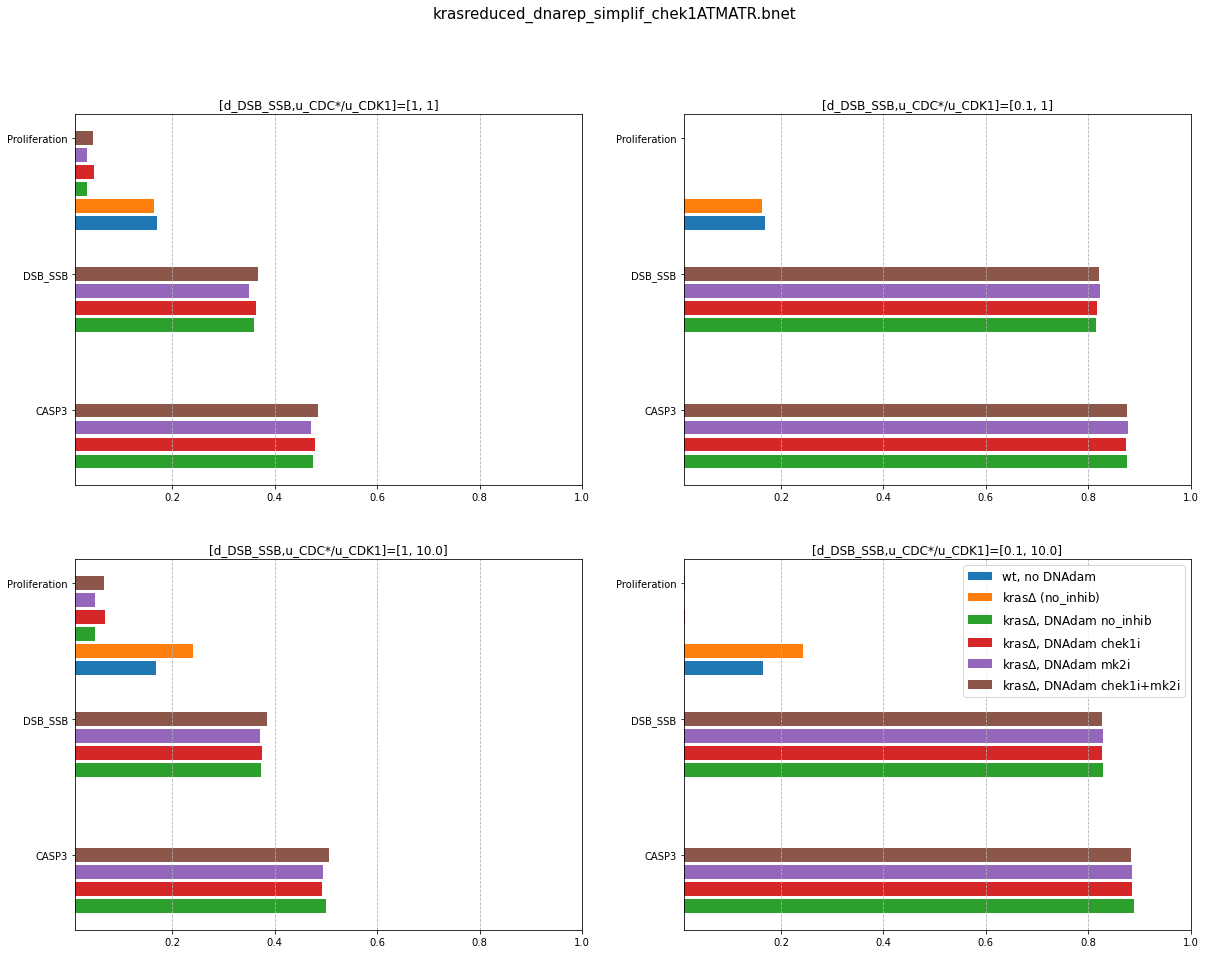 krasreduced_dnarep_simplif_chek1ATMATR.bnet
[d_DSB_SSB,u_CDC*/u_CDK1]=[1, 1]
Proliferation
DSB_SSB
CASP3
0.2 0.4 0.6 0.8 1.0
[d_DSB_SSB,u_CDC*/u_CDK1]=[0.1, 1]
Proliferation
DSB_SSB
CASP3
0.2 0.4 0.6 0.8 1.0
[d_DSB_SSB,u_CDC*/u_CDK1]=[1, 10.0]
Proliferation
DSB_SSB
CASP3
0.2 0.4 0.6 0.8 1.0
[d_DSB_SSB,u_CDC*/u_CDK1]=[0.1, 10.0]
Proliferation
DSB_SSB
CASP3
0.2 0.4 0.6 0.8 1.0
wt, no DNAdam
krasΔ (no_inhib)
krasΔ, DNAdam no_inhib
krasΔ, DNAdam chek1i
krasΔ, DNAdam mk2i
krasΔ, DNAdam chek1i+mk2i